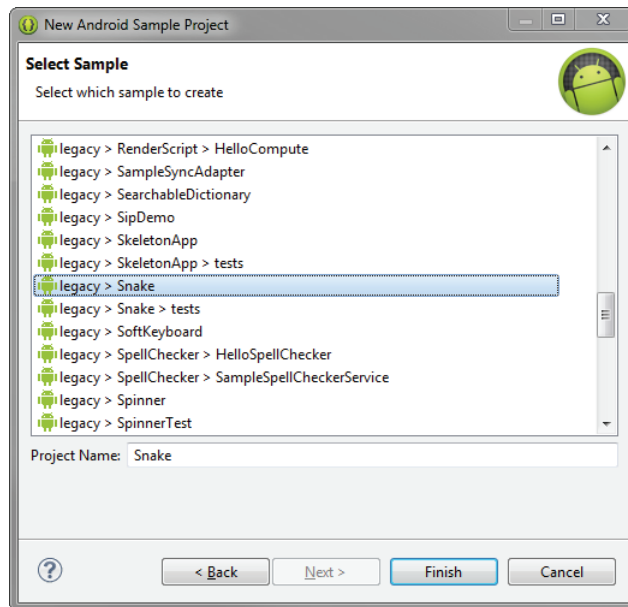 New Android Sample Project
Select Sample
Select which sample to create
legacy > RenderScript > HelloCompute
legacy > SampleSyncAdapter
legacy > SearchableDictionary
legacy > SipDemo
legacy > SkeletonApp
legacy > SkeletonApp > tests
legacy > Snake
legacy > Snake > tests
legacy > SoftKeyboard
legacy > SpellChecker > HelloSpellChecker
legacy > SpellChecker > SampleSpellCheckerService
legacy > Spinner
legacy > SpinnerTest
Project Name: Snake
? < Back Next > Finish Cancel